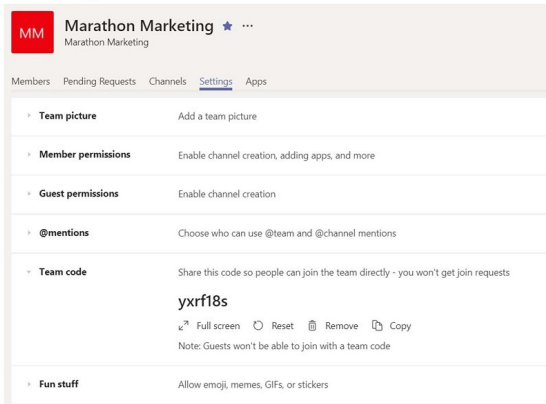 MM
Marathon Marketing ...
Marathon Marketing
Members Pending Requests Channels Settings Apps
Team picture Add a team picture
Member permissions Enable channel creation, adding apps, and more
Guest permissions Enable channel creation
@mentions Choose who can use @team and @channel mentions
Team code Share this code so people can join the team directly - you won't get join requests
yxrf18s
Full screen Reset Remove Copy
Note: Guests won't be able to join with a team code
Fun stuff Allow emoji, memes, GIFs, or stickers